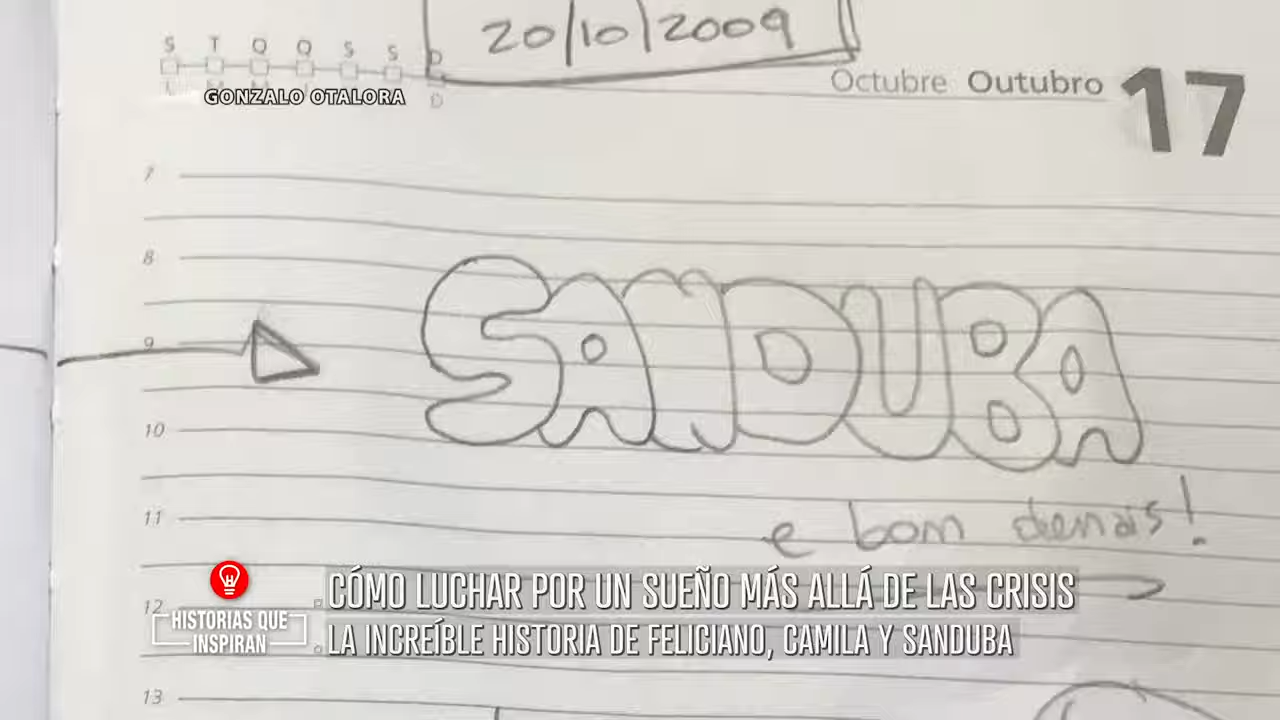 20/10/2009
S T Q Q S S D
D
GONZALO OTALORA
Octubre Outubro 17
7
8
SANDUBA
9
10
e bom demais!
11
CÓMO LUCHAR POR UN SUEÑO MÁS ALLÁ DE LAS CRISIS
12
HISTORIAS QUE
INSPIRAN
LA INCREÍBLE HISTORIA DE FELICIANO, CAMILA Y SANDUBA
13